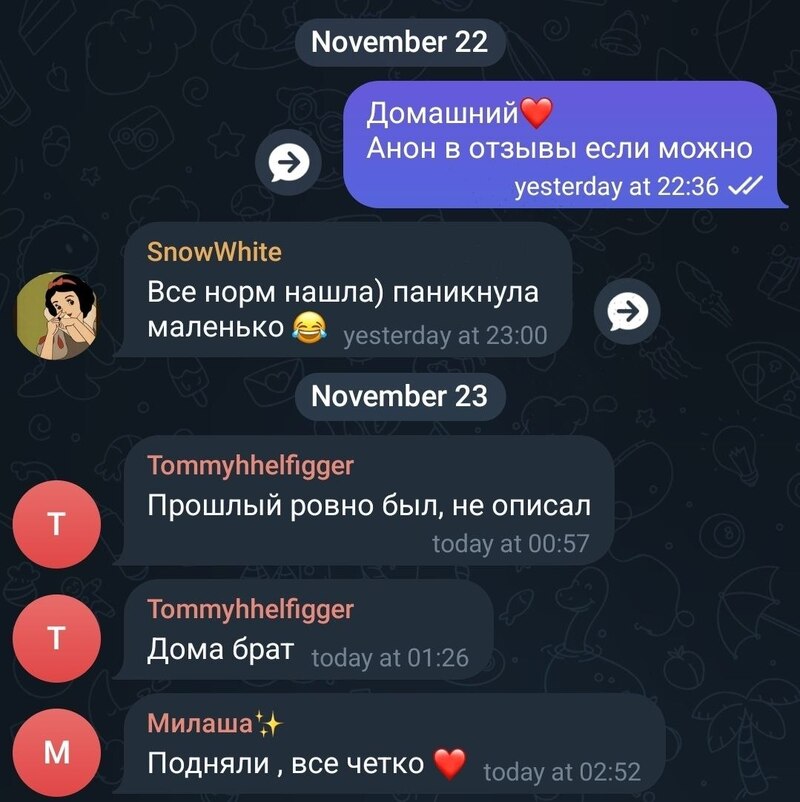 November 22
Домашний❤️
Анон в отзывы если можно
yesterday at 22:36
SnowWhite
Все норм нашла) паникнула
маленько 😂 yesterday at 23:00
November 23
Tommyhhelfigger
T
Прошлый ровно был, не описал
today at 00:57
Tommyhhelfigger
T
Дома брат today at 01:26
Милаша✨
М
Подняли , все четко ❤️ today at 02:52